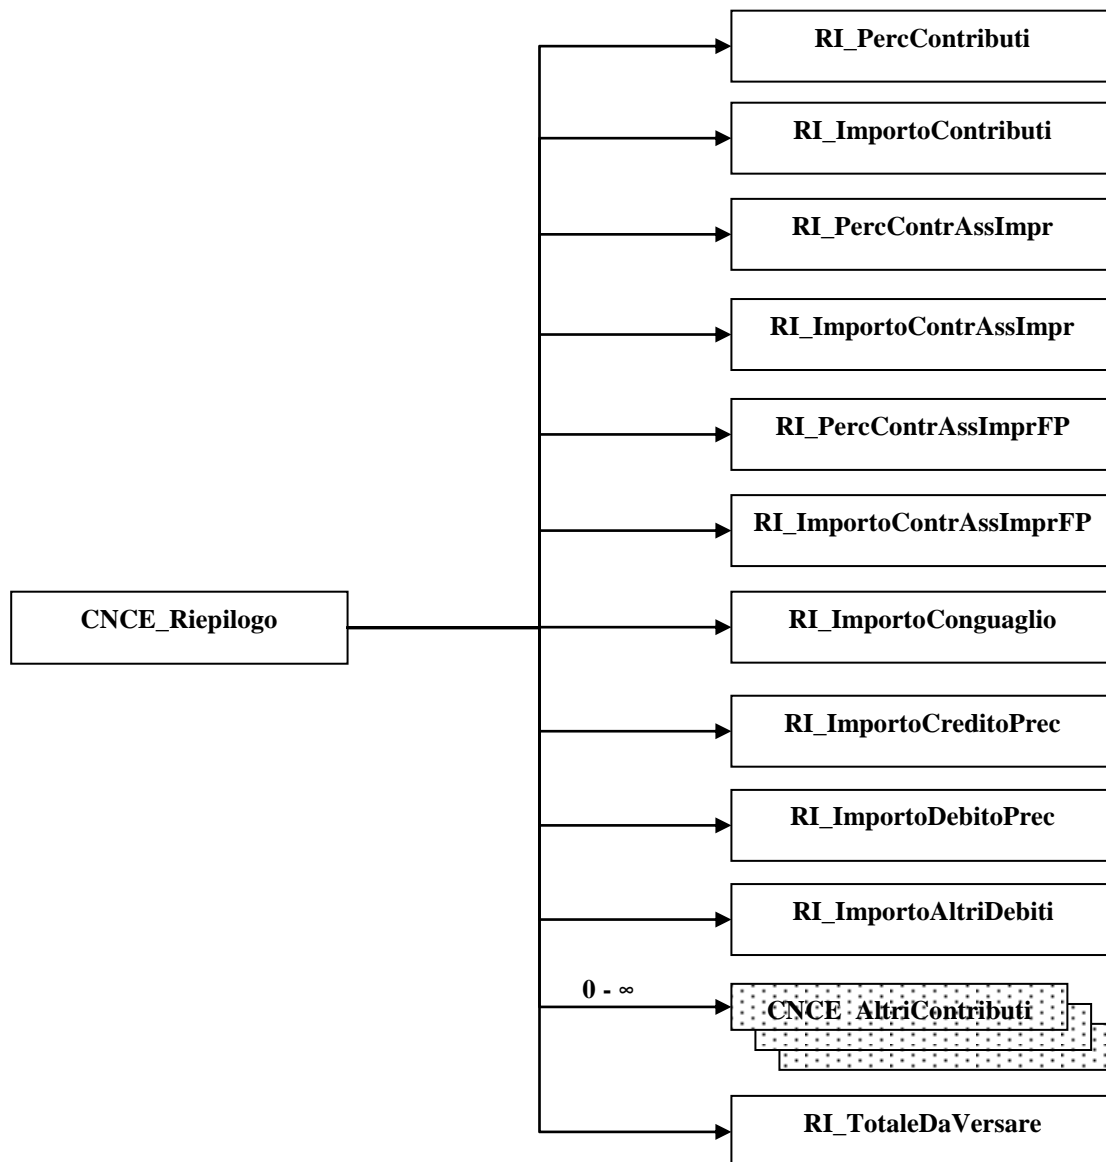 RI_PercContributi
RI_ImportoContributi
RI_PercContrAssImpr
RI_ImportoContrAssImpr
RI_PercContrAssImprFP
RI_ImportoContrAssImprFP
CNCE_Riepilogo
RI_ImportoConguaglio
RI_ImportoCreditoPrec
RI_ImportoDebitoPrec
RI_ImportoAltriDebiti
0 - ∞
CNCE_AltriContributi
RI_TotaleDaVersare